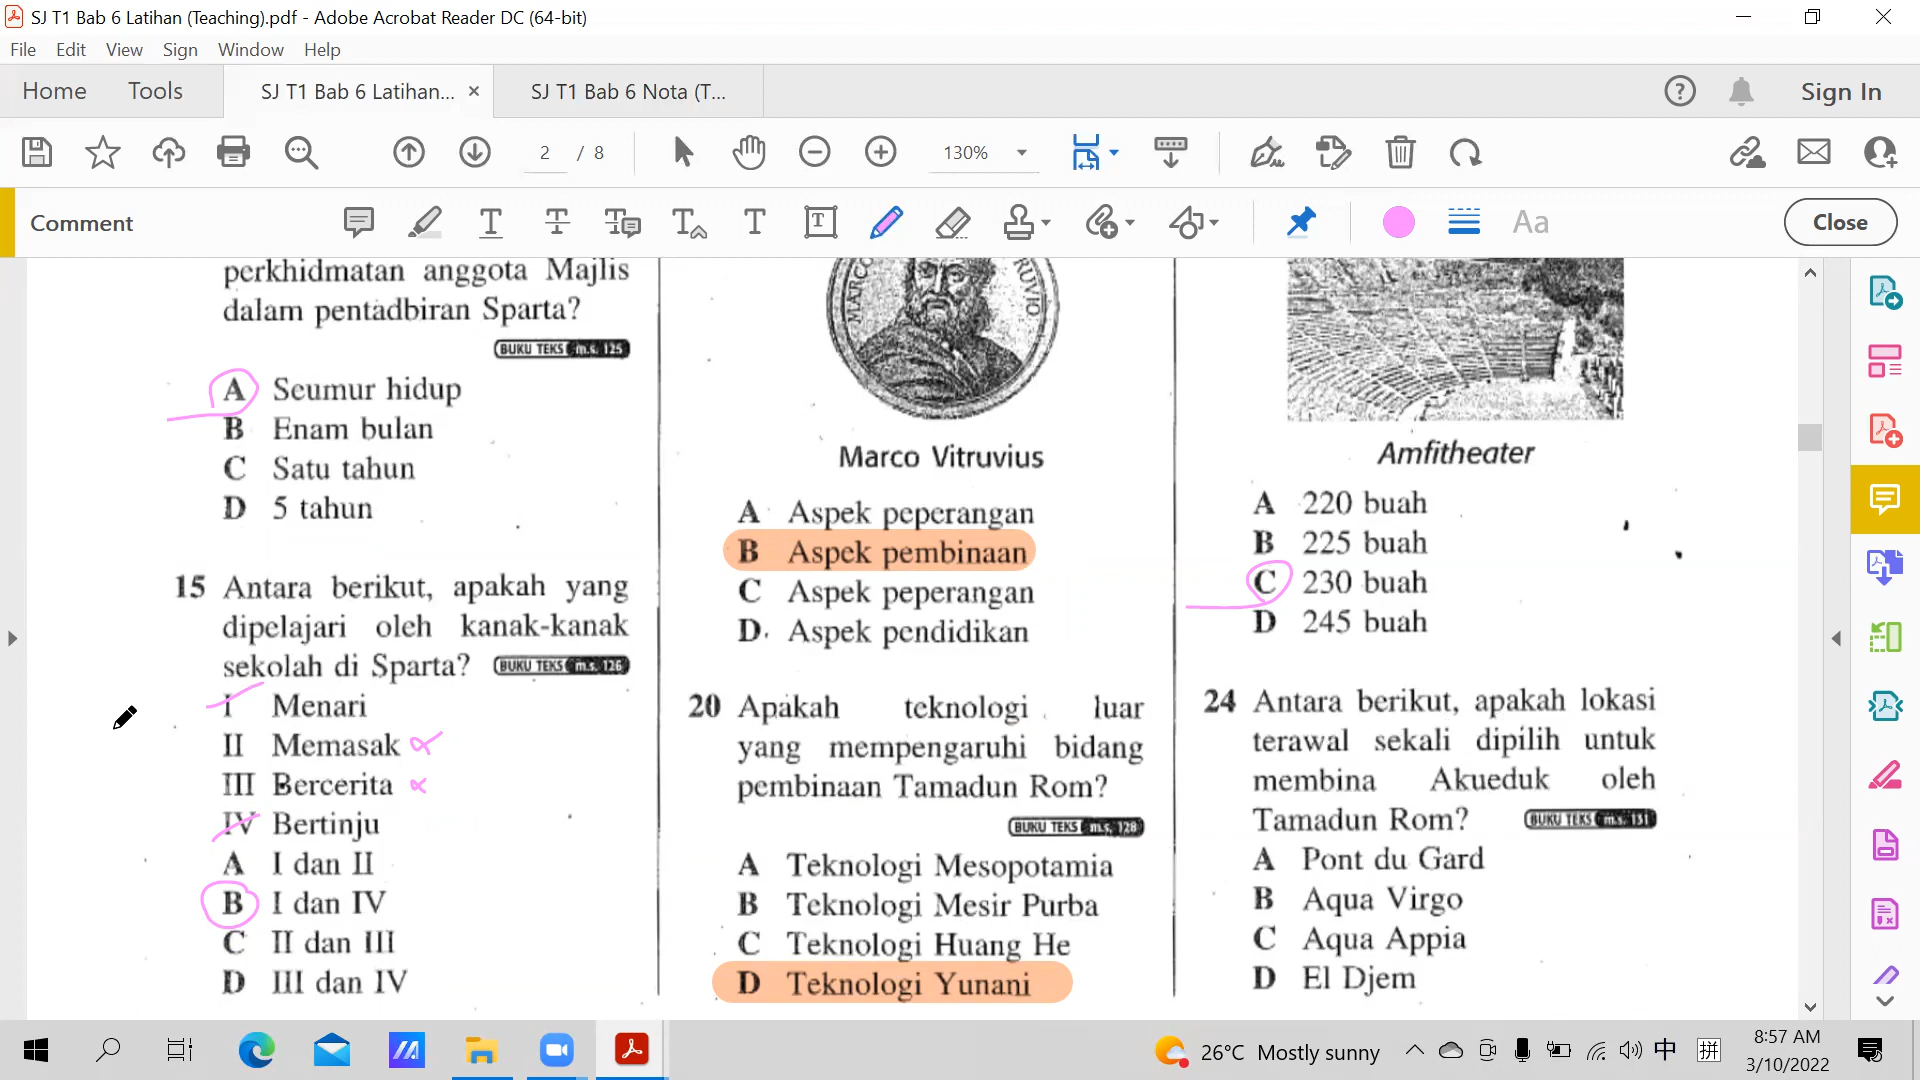 SJ T1 Bab 6 Latihan (Teaching).pdf - Adobe Acrobat Reader DC (64-bit)
File Edit View Sign Window Help
Home Tools SJ T1 Bab 6 Latihan... × SJ T1 Bab 6 Nota (T... Sign In
2 / 8 130%
Comment Aa Close
perkhidmatan anggota Majlis
dalam pentadbiran Sparta?
BUKU TEKS m.s. 125
A Seumur hidup
B Enam bulan
C Satu tahun
D 5 tahun
15 Antara berikut, apakah yang
dipelajari oleh kanak-kanak
sekolah di Sparta? BUKU TEKS m.s. 126
I Menari
II Memasak
III Bercerita
IV Bertinju
A I dan II
B I dan IV
C II dan III
D III dan IV
Marco Vitruvius
A Aspek peperangan
B Aspek pembinaan
C Aspek peperangan
D. Aspek pendidikan
20 Apakah teknologi luar
yang mempengaruhi bidang
pembinaan Tamadun Rom?
BUKU TEKS m.s. 128
A Teknologi Mesopotamia
B Teknologi Mesir Purba
C Teknologi Huang He
D Teknologi Yunani
Amfitheater
A 220 buah
B 225 buah
C 230 buah
D 245 buah
24 Antara berikut, apakah lokasi
terawal sekali dipilih untuk
membina Akueduk oleh
Tamadun Rom? BUKU TEKS m.s. 131
A Pont du Gard
B Aqua Virgo
C Aqua Appia
D El Djem
26°C Mostly sunny 中 拼 8:57 AM
3/10/2022